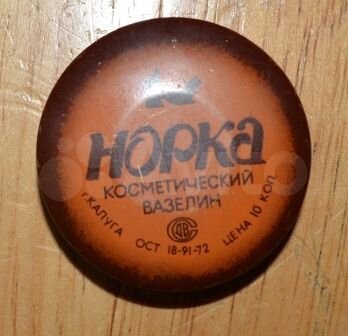 НОРКА
КОСМЕТИЧЕСКИЙ
ВАЗЕЛИН
г. КАЛУГА ОСТ 18-91-72 ЦЕНА 10 КОП.